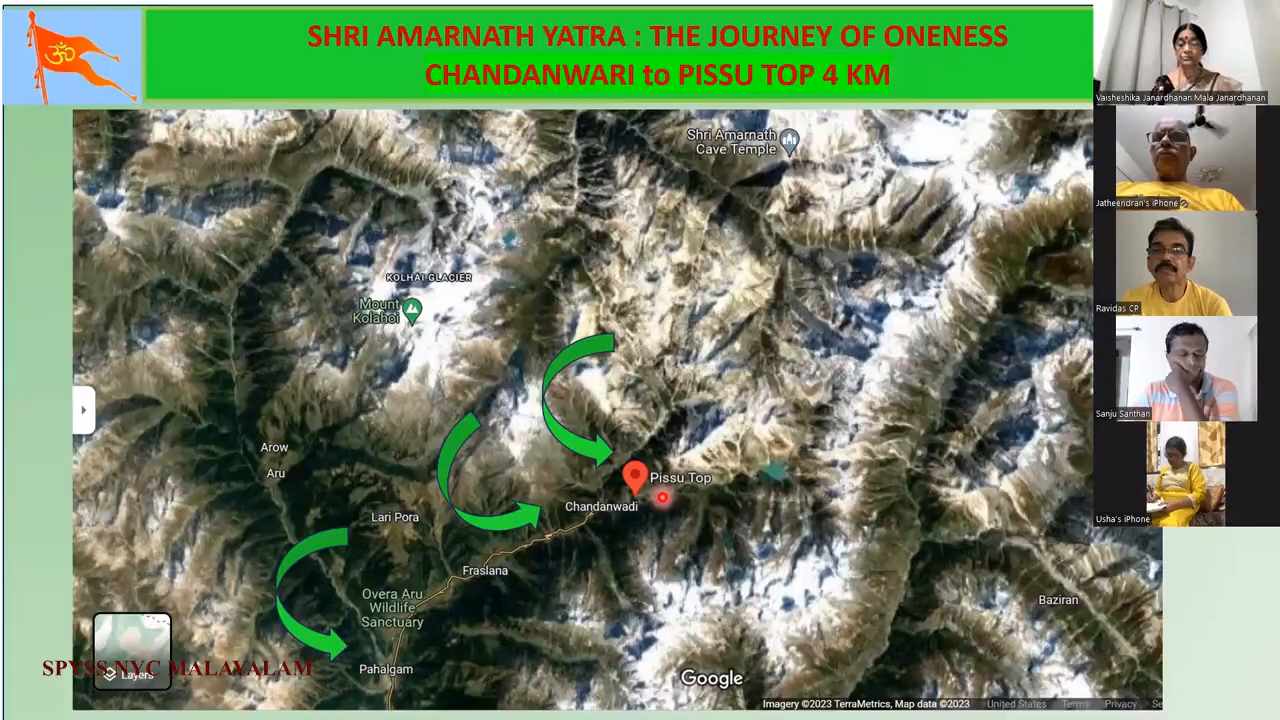 SHRI AMARNATH YATRA : THE JOURNEY OF ONENESS
CHANDANWARI to PISSU TOP 4 KM
ॐ
Vaisheshika Janardhanan Mala Janardhanan
Shri Amarnath
Cave Temple
Jatheendran's iPhone
KOLHAI GLACIER
Mount
Kolahoi
Ravidas CP
Sanju Santhan
Arow
Aru
Pissu Top
Chandanwadi
Lari Pora
Usha's iPhone
Fraslana
Overa Aru
Wildlife
Sanctuary
Baziran
Pahalgam
SPYSS NYC MALAYALAM
Layers
Google
Imagery ©2023 TerraMetrics, Map data ©2023 United States Terms Privacy Se